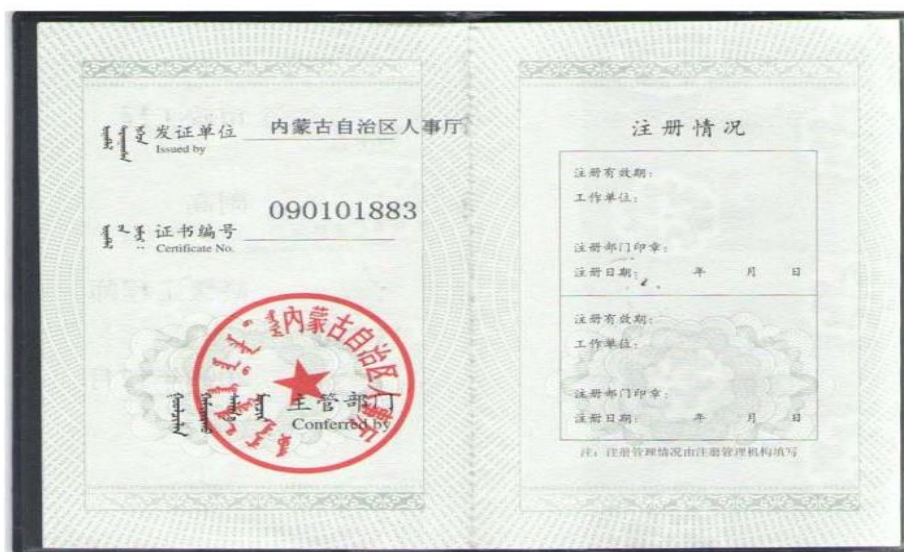 发证单位 内蒙古自治区人事厅
Issued by
证书编号 090101883
Certificate No.
内蒙古自治区人事厅
主管部门
Conferred by
注册情况
注册有效期：
工作单位：
注册部门印章：
注册日期： 年 月 日
注册有效期：
工作单位：
注册部门印章：
注册日期： 年 月 日
注：注册管理情况由注册管理机构填写